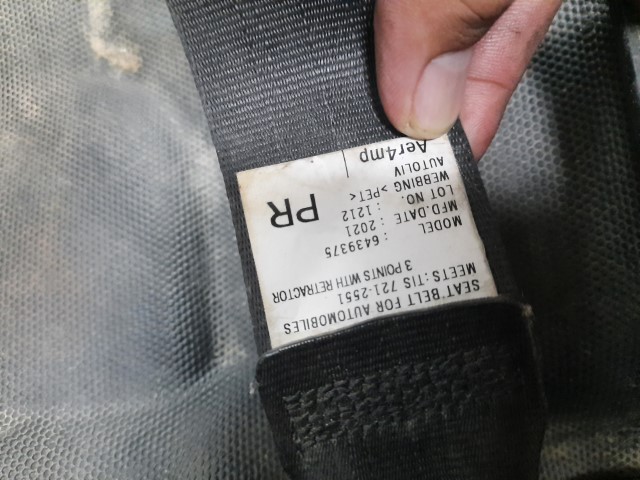 SEAT BELT FOR AUTOMOBILES
MEETS : TIS 721-2551
3 POINTS WITH RETRACTOR
MODEL : 6439375
MFD.DATE : 2021
LOT NO. : 1212
WEBBING >PET<
AUTOLIV
PR
Aer4mp